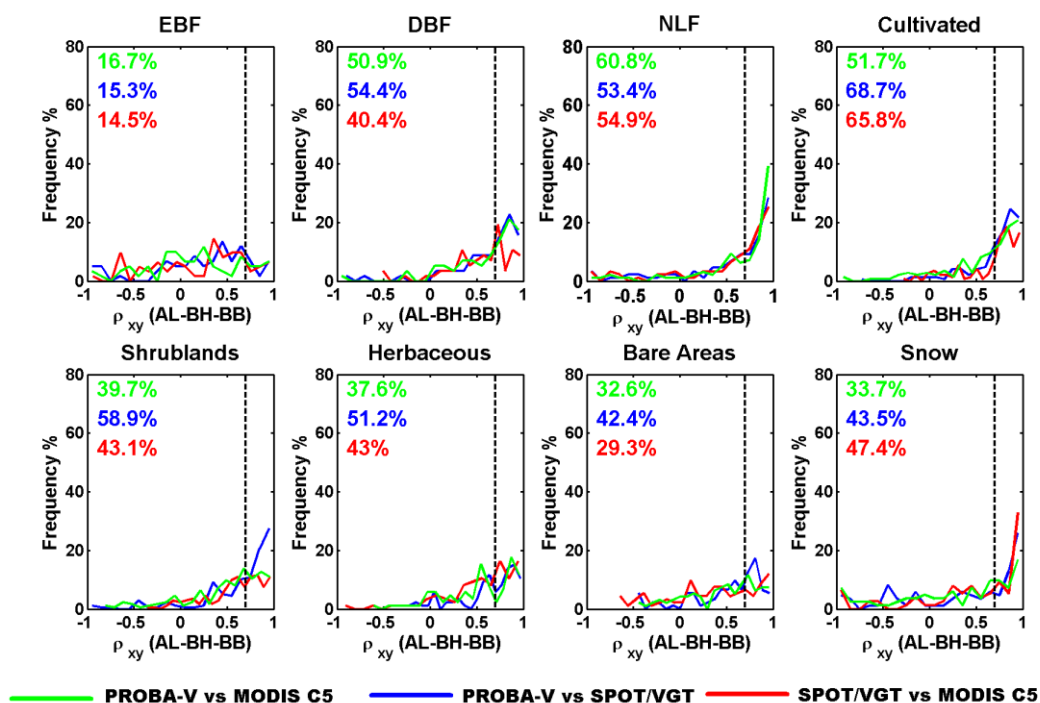 EBF
DBF
NLF
Cultivated
80
60
40
20
0
Frequency %
16.7%
15.3%
14.5%
-1 -0.5 0 0.5 1
ρ xy (AL-BH-BB)
80
60
40
20
0
Frequency %
50.9%
54.4%
40.4%
-1 -0.5 0 0.5 1
ρ xy (AL-BH-BB)
80
60
40
20
0
Frequency %
60.8%
53.4%
54.9%
-1 -0.5 0 0.5 1
ρ xy (AL-BH-BB)
80
60
40
20
0
Frequency %
51.7%
68.7%
65.8%
-1 -0.5 0 0.5 1
ρ xy (AL-BH-BB)
Shrublands
Herbaceous
Bare Areas
Snow
80
60
40
20
0
Frequency %
39.7%
58.9%
43.1%
-1 -0.5 0 0.5 1
ρ xy (AL-BH-BB)
80
60
40
20
0
Frequency %
37.6%
51.2%
43%
-1 -0.5 0 0.5 1
ρ xy (AL-BH-BB)
80
60
40
20
0
Frequency %
32.6%
42.4%
29.3%
-1 -0.5 0 0.5 1
ρ xy (AL-BH-BB)
80
60
40
20
0
Frequency %
33.7%
43.5%
47.4%
-1 -0.5 0 0.5 1
ρ xy (AL-BH-BB)
PROBA-V vs MODIS C5
PROBA-V vs SPOT/VGT
SPOT/VGT vs MODIS C5